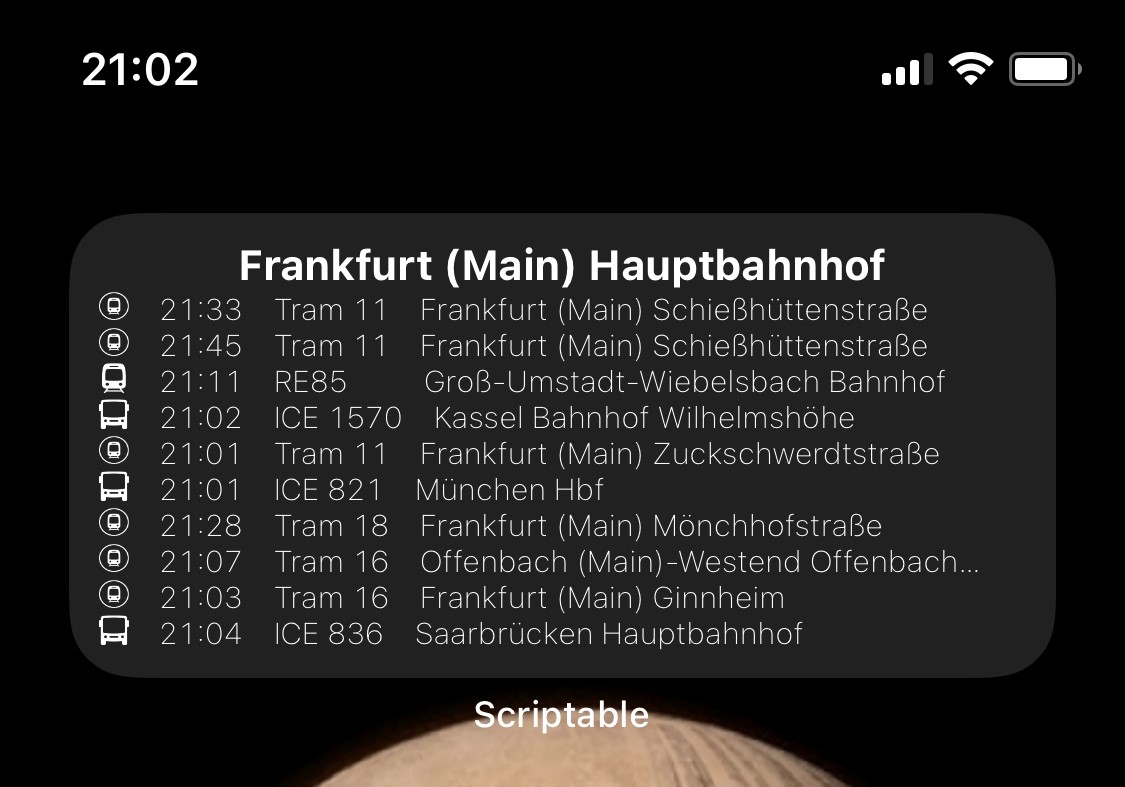 21:02
Frankfurt (Main) Hauptbahnhof
21:33 Tram 11 Frankfurt (Main) Schießhüttenstraße
21:45 Tram 11 Frankfurt (Main) Schießhüttenstraße
21:11 RE85 Groß-Umstadt-Wiebelsbach Bahnhof
21:02 ICE 1570 Kassel Bahnhof Wilhelmshöhe
21:01 Tram 11 Frankfurt (Main) Zuckschwerdtstraße
21:01 ICE 821 München Hbf
21:28 Tram 18 Frankfurt (Main) Mönchhofstraße
21:07 Tram 16 Offenbach (Main)-Westend Offenbach...
21:03 Tram 16 Frankfurt (Main) Ginnheim
21:04 ICE 836 Saarbrücken Hauptbahnhof
Scriptable